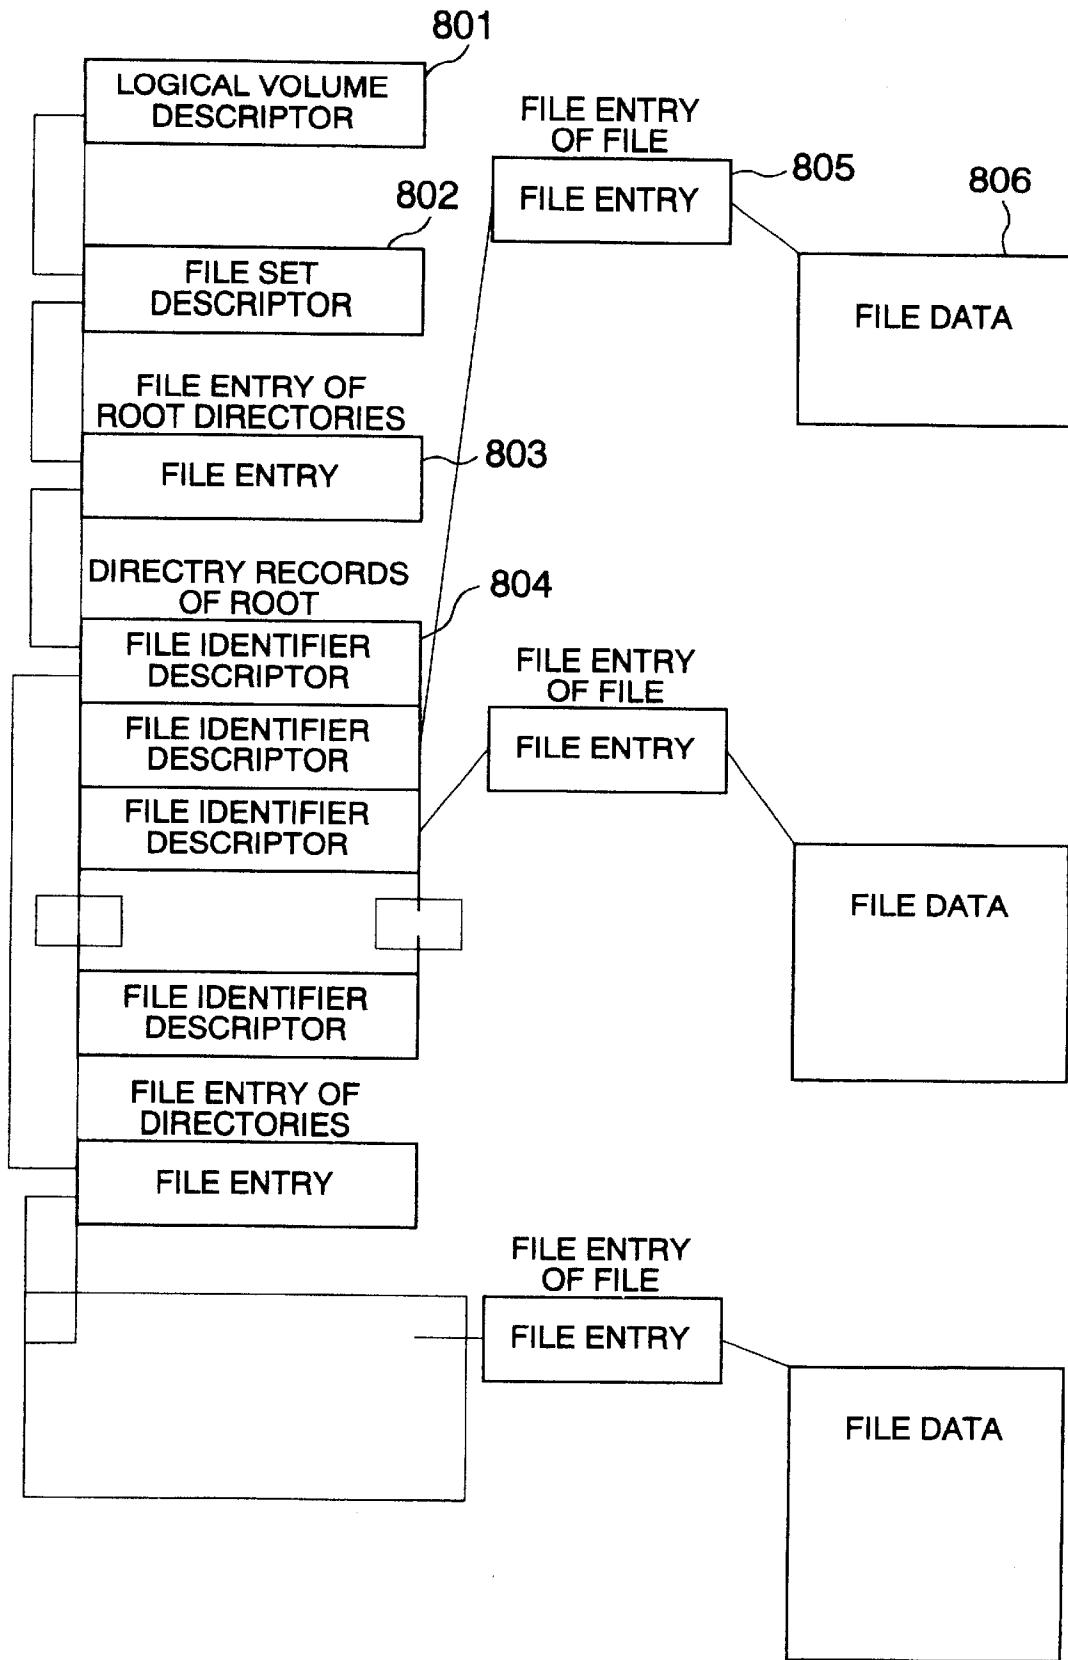 801
LOGICAL VOLUME
DESCRIPTOR
802
FILE SET
DESCRIPTOR
FILE ENTRY OF
ROOT DIRECTORIES
803
FILE ENTRY
DIRECTRY RECORDS
OF ROOT
804
FILE IDENTIFIER
DESCRIPTOR
FILE IDENTIFIER
DESCRIPTOR
FILE IDENTIFIER
DESCRIPTOR
FILE IDENTIFIER
DESCRIPTOR
FILE ENTRY OF
DIRECTORIES
FILE ENTRY
FILE ENTRY
OF FILE
805
FILE ENTRY
806
FILE DATA
FILE ENTRY
OF FILE
FILE ENTRY
FILE DATA
FILE ENTRY
OF FILE
FILE ENTRY
FILE DATA